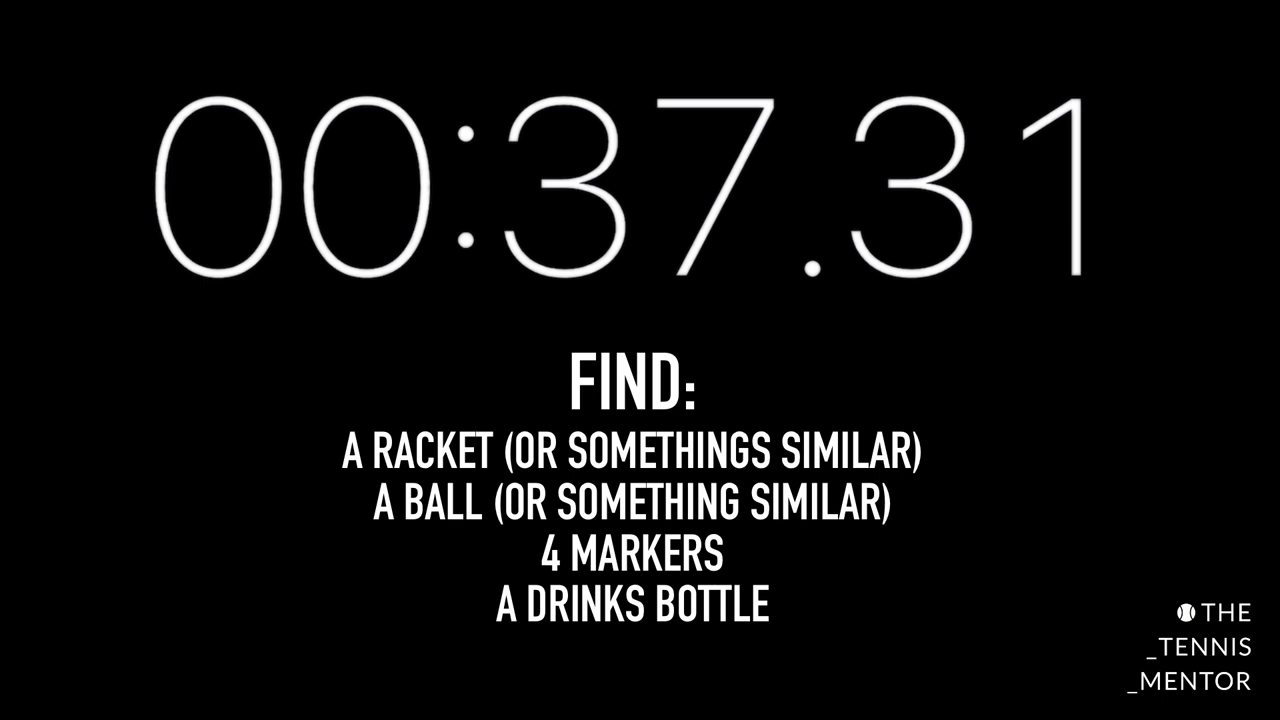 00:37.31
FIND:
A RACKET (OR SOMETHINGS SIMILAR)
A BALL (OR SOMETHING SIMILAR)
4 MARKERS
A DRINKS BOTTLE
THE
_TENNIS
_MENTOR